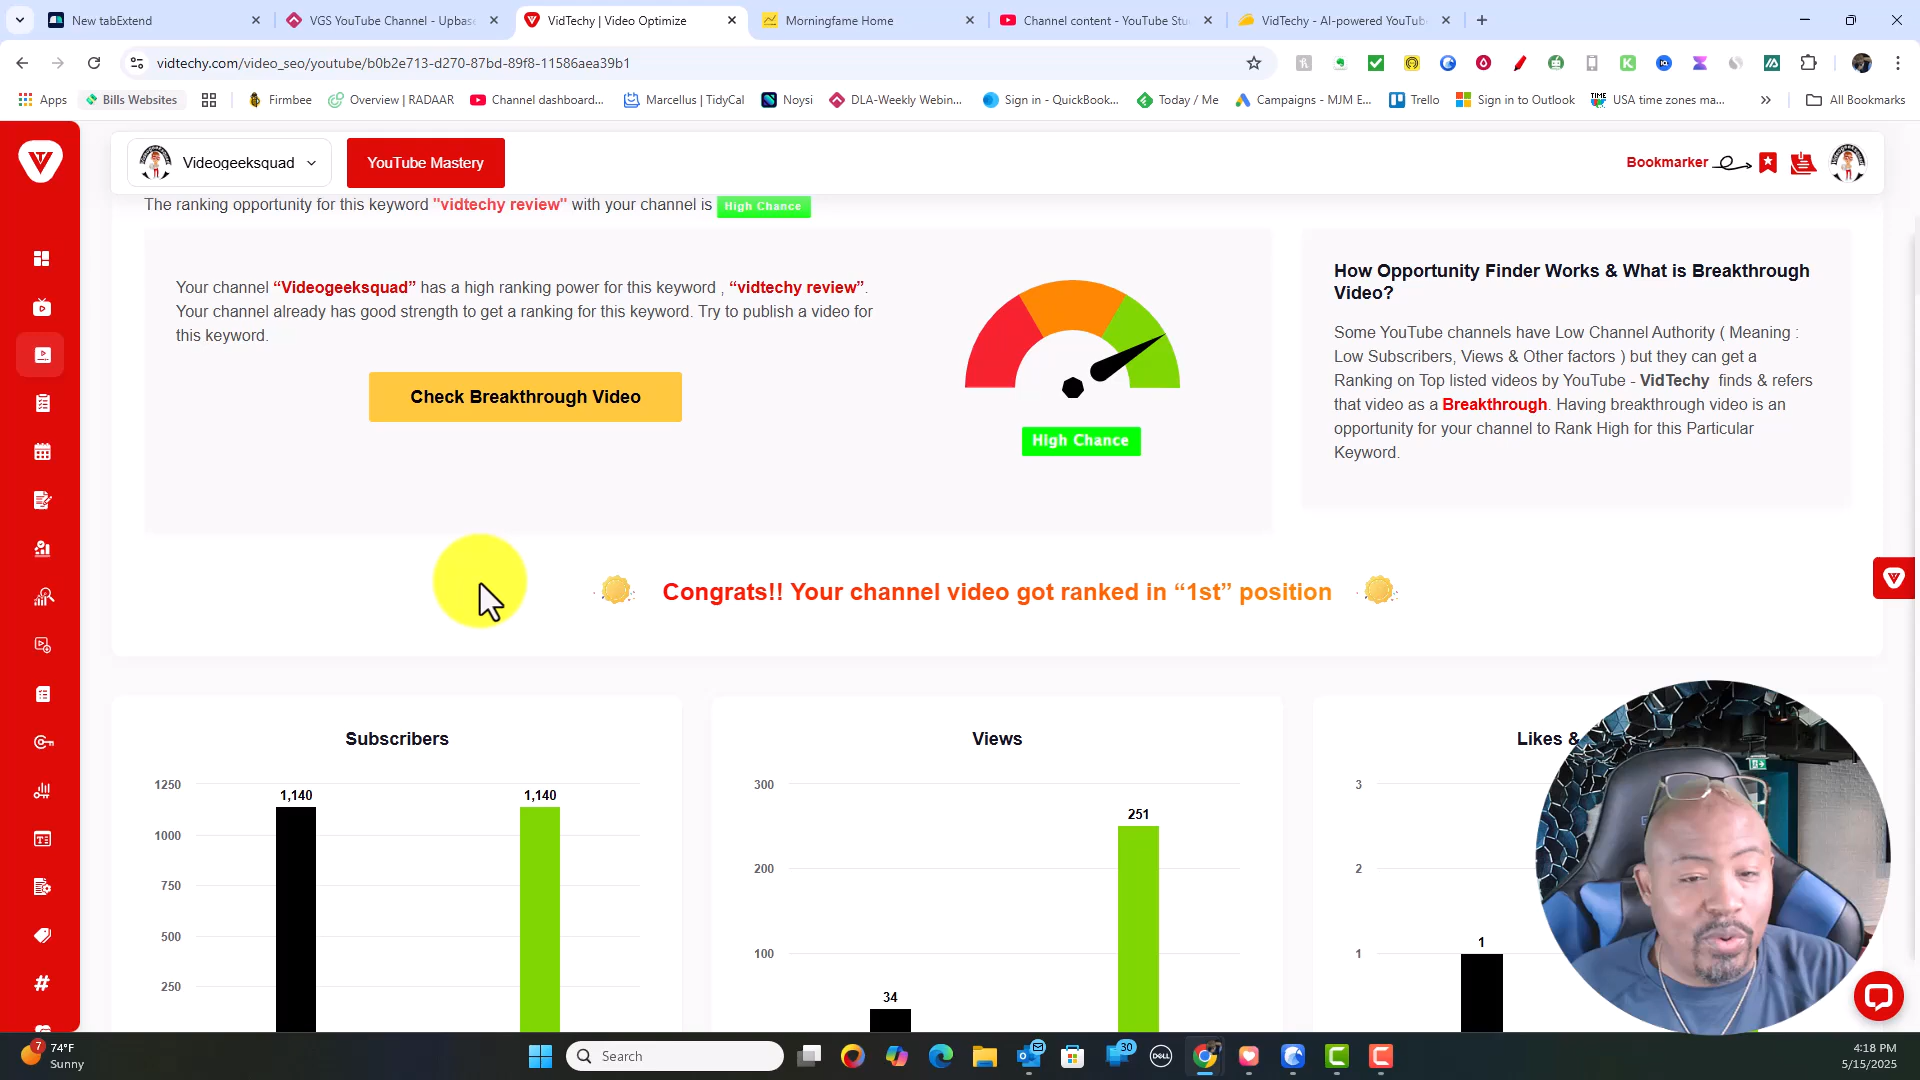 New tabExtend
VGS YouTube Channel - Upbase
VidTechy | Video Optimize
Morningfame Home
Channel content - YouTube Stu
VidTechy - AI-powered YouTub
vidtechy.com/video_seo/youtube/b0b2e713-d270-87bd-89f8-11586aea39b1
Apps
Bills Websites
Firmbee
Overview | RADAAR
Channel dashboard...
Marcellus | TidyCal
Noysi
DLA-Weekly Webin...
Sign in - QuickBook...
Today / Me
Campaigns - MJM E...
Trello
Sign in to Outlook
TIME
USA time zones ma...
All Bookmarks
Videogeeksquad
YouTube Mastery
Bookmarker
The ranking opportunity for this keyword "vidtechy review" with your channel is High Chance
Your channel “Videogeeksquad” has a high ranking power for this keyword , “vidtechy review”.
Your channel already has good strength to get a ranking for this keyword. Try to publish a video for
this keyword.
Check Breakthrough Video
High Chance
How Opportunity Finder Works & What is Breakthrough
Video?
Some YouTube channels have Low Channel Authority ( Meaning :
Low Subscribers, Views & Other factors ) but they can get a
Ranking on Top listed videos by YouTube - VidTechy finds & refers
that video as a Breakthrough. Having breakthrough video is an
opportunity for your channel to Rank High for this Particular
Keyword.
Congrats!! Your channel video got ranked in “1st” position
Subscribers
1250
1000
750
500
250
1,140
1,140
Views
300
200
100
34
251
Likes &
3
2
1
1
7
74°F
Sunny
Search
30
DELL
4:18 PM
5/15/2025